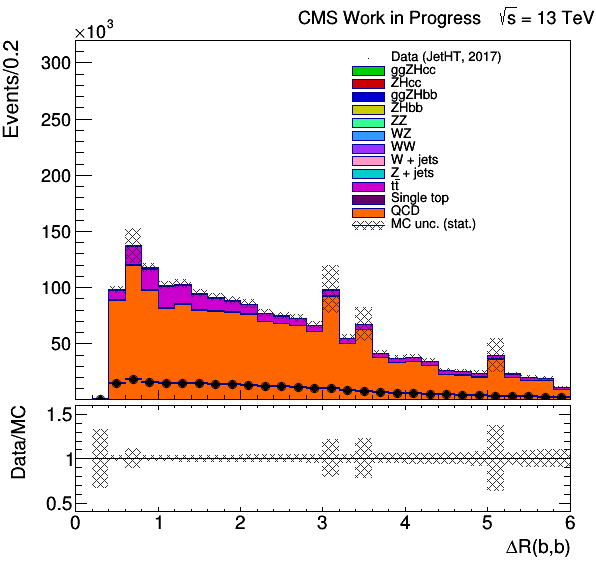 CMS Work in Progress √s = 13 TeV
×10³
Events/0.2
300
250
200
150
100
50
Data (JetHT, 2017)
ggZHcc
ZHcc
ggZHbb
ZHbb
ZZ
WZ
WW
W + jets
Z + jets
tt̄
Single top
QCD
MC unc. (stat.)
Data/MC
1.5
1
0.5
0 1 2 3 4 5 6
ΔR(b,b)